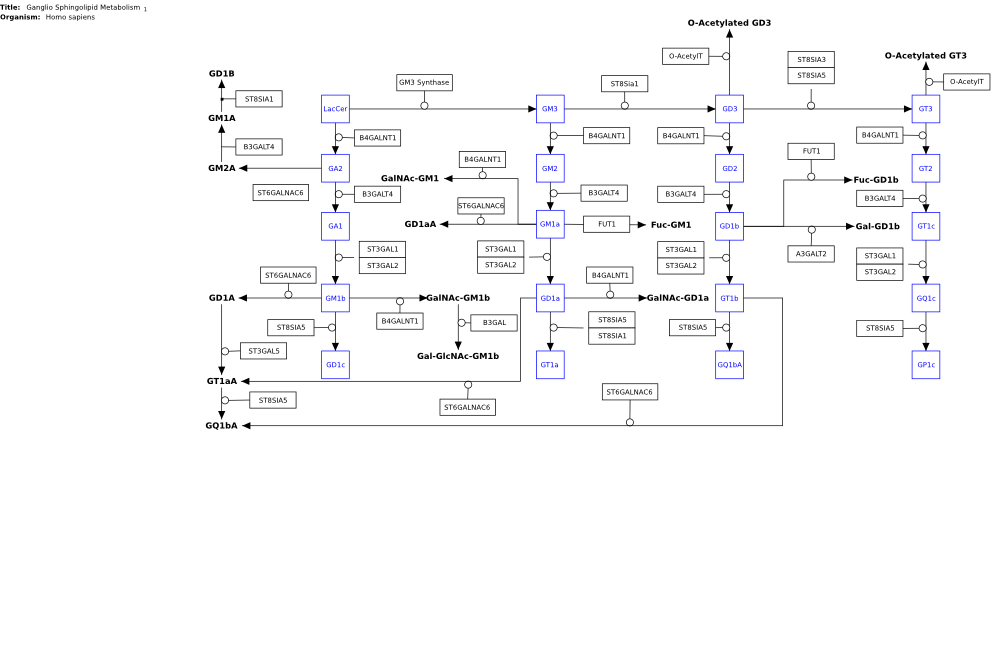 Title: Ganglio Sphingolipid Metabolism 1
Organism: Homo sapiens
O-Acetylated GD3
O-AcetylT
ST8SIA3
ST8SIA5
O-Acetylated GT3
O-AcetylT
GD1B
ST8SIA1
GM3 Synthase
ST8Sia1
LacCer
GM3
GD3
GT3
GM1A
B4GALNT1
B4GALNT1
B4GALNT1
B4GALNT1
B3GALT4
FUT1
GM2A
GA2
B4GALNT1
GM2
GD2
GT2
GalNAc-GM1
Fuc-GD1b
ST6GALNAC6
B3GALT4
B3GALT4
B3GALT4
B3GALT4
ST6GALNAC6
GD1aA
GA1
GM1a
FUT1
Fuc-GM1
GD1b
Gal-GD1b
GT1c
ST3GAL1
ST3GAL2
ST3GAL1
ST3GAL2
ST3GAL1
ST3GAL2
A3GALT2
ST3GAL1
ST3GAL2
ST6GALNAC6
B4GALNT1
GD1A
GM1b
GalNAc-GM1b
GD1a
GalNAc-GD1a
GT1b
GQ1c
B4GALNT1
B3GAL
ST8SIA5
ST8SIA5
ST8SIA1
ST8SIA5
ST8SIA5
ST3GAL5
Gal-GlcNAc-GM1b
GD1c
GT1a
GQ1bA
GP1c
GT1aA
ST8SIA5
ST6GALNAC6
ST6GALNAC6
GQ1bA